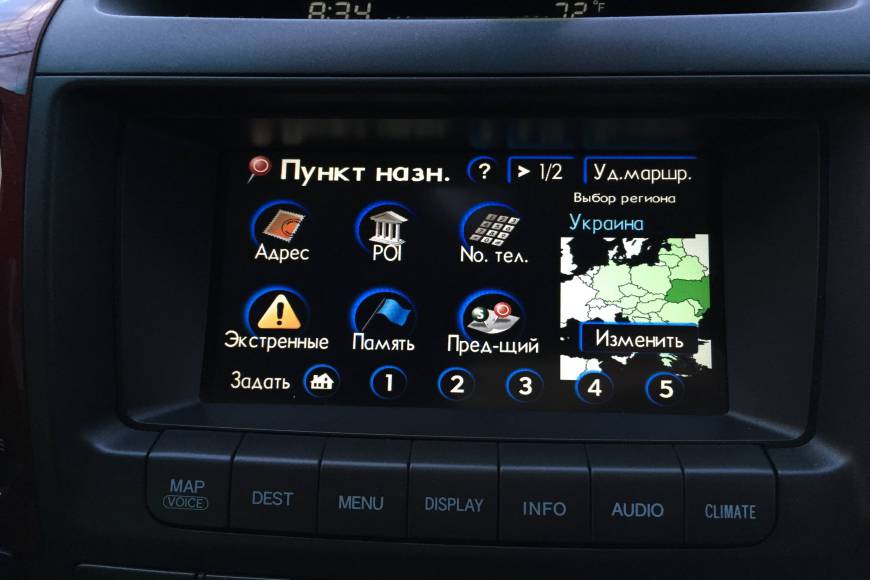 8:34 72°F
Пункт назн. ? > 1/2 Уд.маршр.
Выбор региона
Украина
Адрес POI No. тел.
Изменить
Экстренные Память Пред-щий
Задать 1 2 3 4 5
MAP VOICE DEST MENU DISPLAY INFO AUDIO CLIMATE